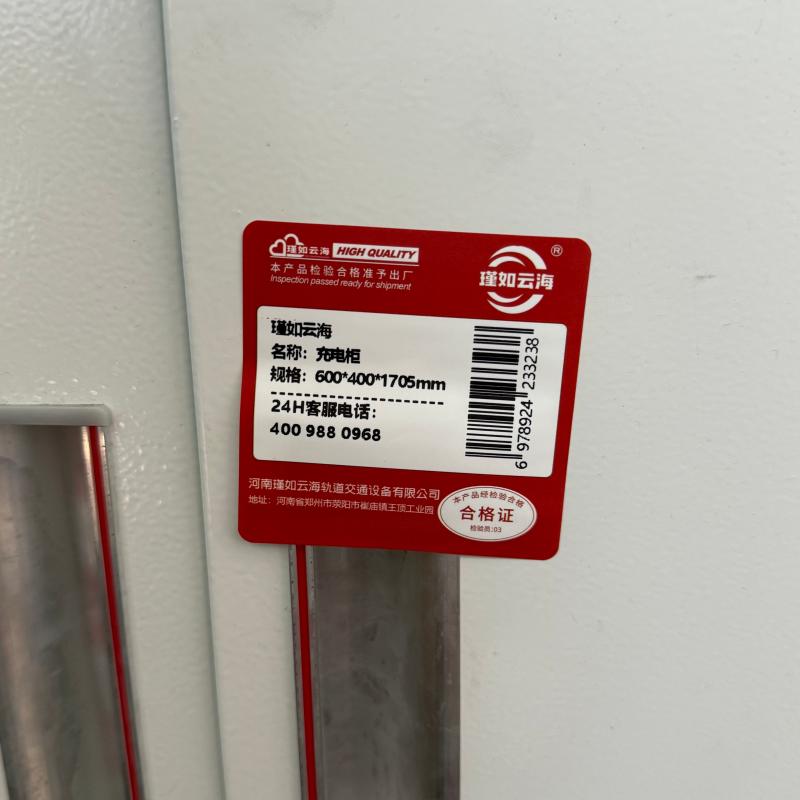 瑾如云海 HIGH QUALITY
本产品检验合格准予出厂
Inspection passed ready for shipment
瑾如云海 ®
瑾如云海
名称：充电柜
规格：600*400*1705mm
24H客服电话：
400 988 0968
6 978924 233238
河南瑾如云海轨道交通设备有限公司
地址：河南省郑州市荥阳市崔庙镇王顶工业园
本产品经检验合格
合格证
检验员:03